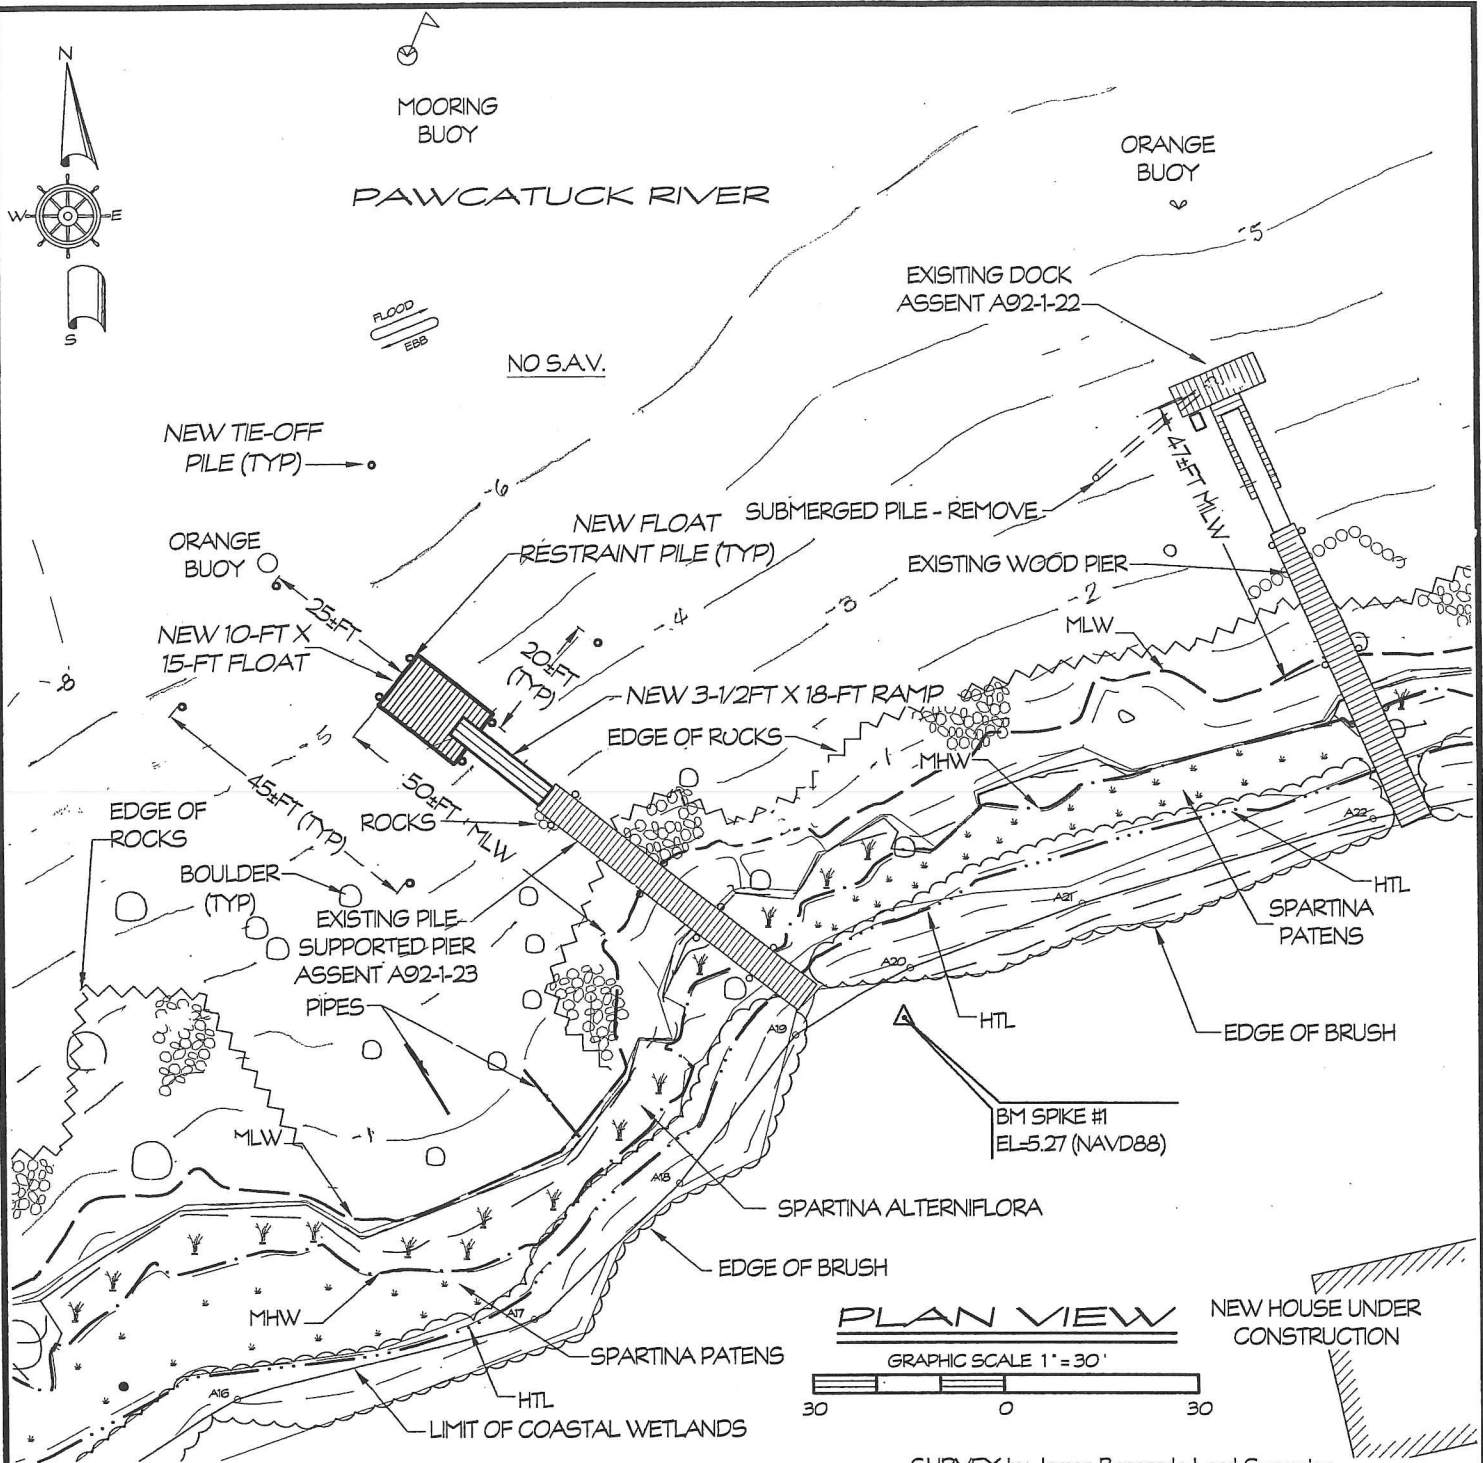 N
MOORING
BUOY
PAWCATUCK RIVER
ORANGE
BUOY
W
E
S
-5
EXISITING DOCK
ASSENT A92-1-22
FLOOD
EBB
NO S.A.V.
NEW TIE-OFF
PILE (TYP)
-6
47±FT MLW
SUBMERGED PILE - REMOVE
NEW FLOAT
RESTRAINT PILE (TYP)
ORANGE
BUOY
EXISTING WOOD PIER
-2
-3
-4
MLW
25±FT
NEW 10-FT X
15-FT FLOAT
20±FT
(TYP)
-8
NEW 3-1/2FT X 18-FT RAMP
-5
EDGE OF ROCKS
-1
MHW
45±FT (TYP)
50±FT MLW
EDGE OF
ROCKS
ROCKS
A22
BOULDER
(TYP)
HTL
A21
SPARTINA
PATENS
EXISTING PILE
SUPPORTED PIER
ASSENT A92-1-23
A20
PIPES
HTL
A19
EDGE OF BRUSH
BM SPIKE #1
EL=5.27 (NAVD88)
MLW
-1
A18
SPARTINA ALTERNIFLORA
EDGE OF BRUSH
MHW
A17
PLAN VIEW
NEW HOUSE UNDER
CONSTRUCTION
SPARTINA PATENS
GRAPHIC SCALE 1"=30'
A16
HTL
30
0
30
LIMIT OF COASTAL WETLANDS